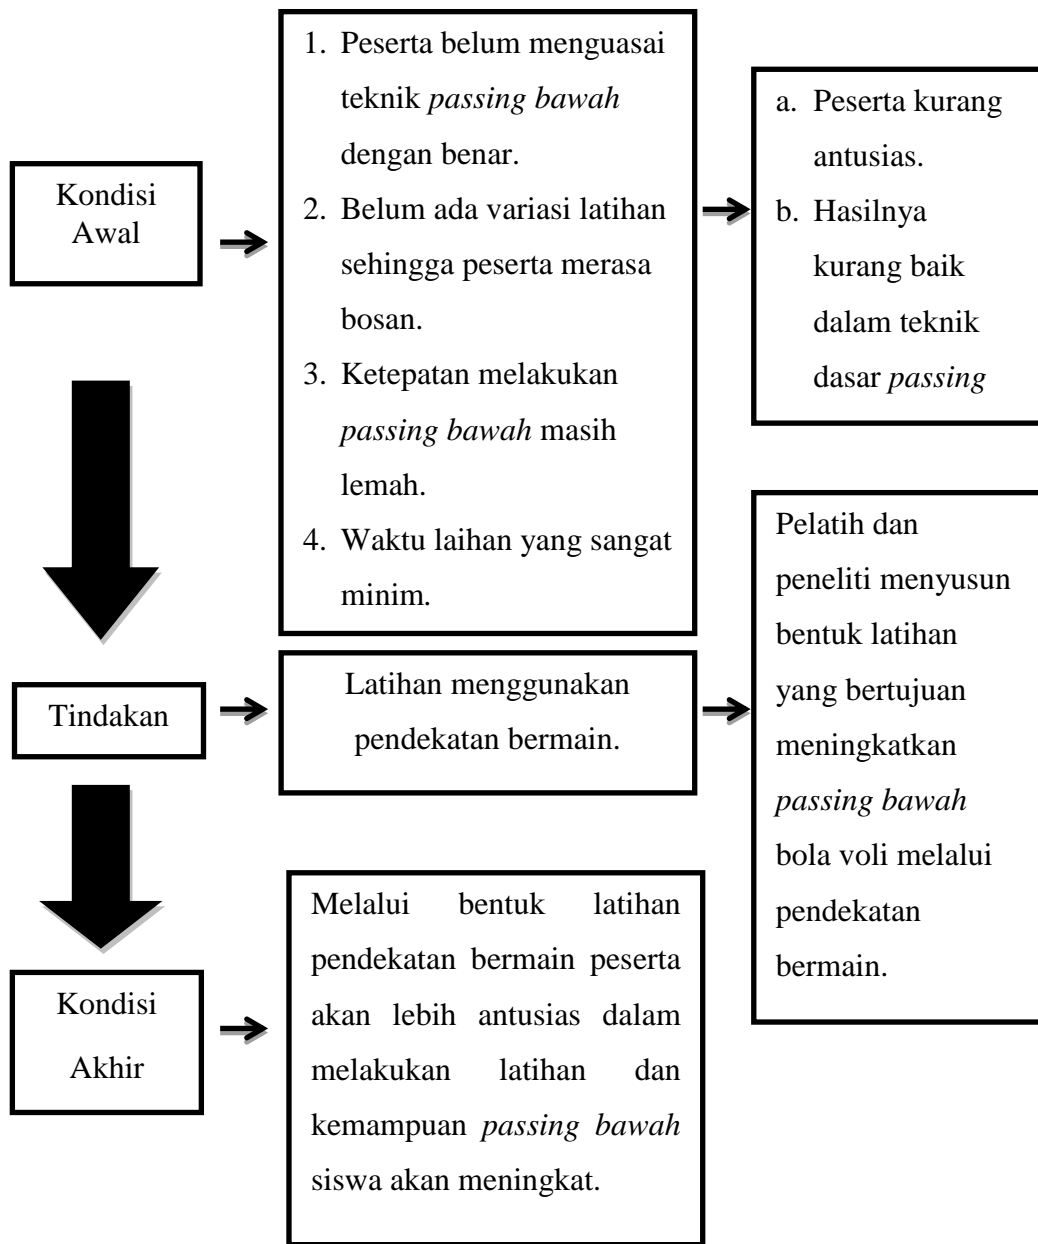 Kondisi
Awal
1. Peserta belum menguasai
teknik passing bawah
dengan benar.
2. Belum ada variasi latihan
sehingga peserta merasa
bosan.
3. Ketepatan melakukan
passing bawah masih
lemah.
4. Waktu laihan yang sangat
minim.
a. Peserta kurang
antusias.
b. Hasilnya
kurang baik
dalam teknik
dasar passing
Tindakan
Latihan menggunakan
pendekatan bermain.
Pelatih dan
peneliti menyusun
bentuk latihan
yang bertujuan
meningkatkan
passing bawah
bola voli melalui
pendekatan
bermain.
Kondisi
Akhir
Melalui bentuk latihan
pendekatan bermain peserta
akan lebih antusias dalam
melakukan latihan dan
kemampuan passing bawah
siswa akan meningkat.